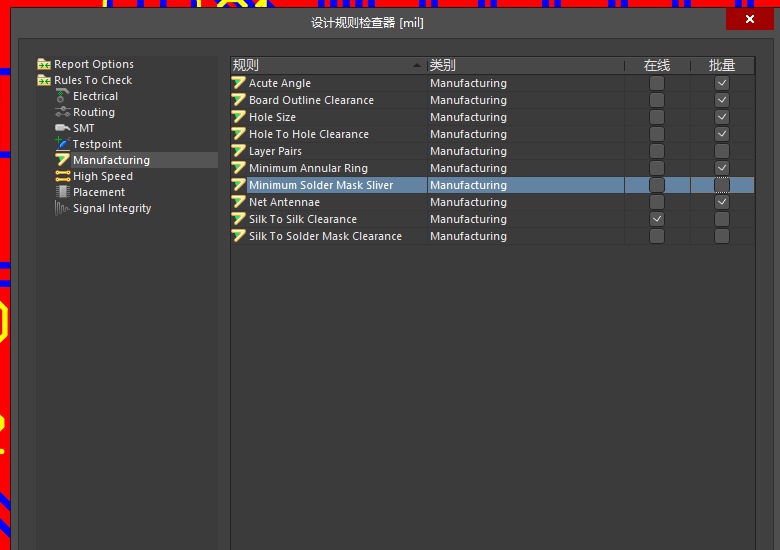 设计规则检查器 [mil]
Report Options
Rules To Check
Electrical
Routing
SMT
Testpoint
Manufacturing
High Speed
Placement
Signal Integrity
规则 类别 在线 批量
Acute Angle Manufacturing
Board Outline Clearance Manufacturing
Hole Size Manufacturing
Hole To Hole Clearance Manufacturing
Layer Pairs Manufacturing
Minimum Annular Ring Manufacturing
Minimum Solder Mask Sliver Manufacturing
Net Antennae Manufacturing
Silk To Silk Clearance Manufacturing
Silk To Solder Mask Clearance Manufacturing